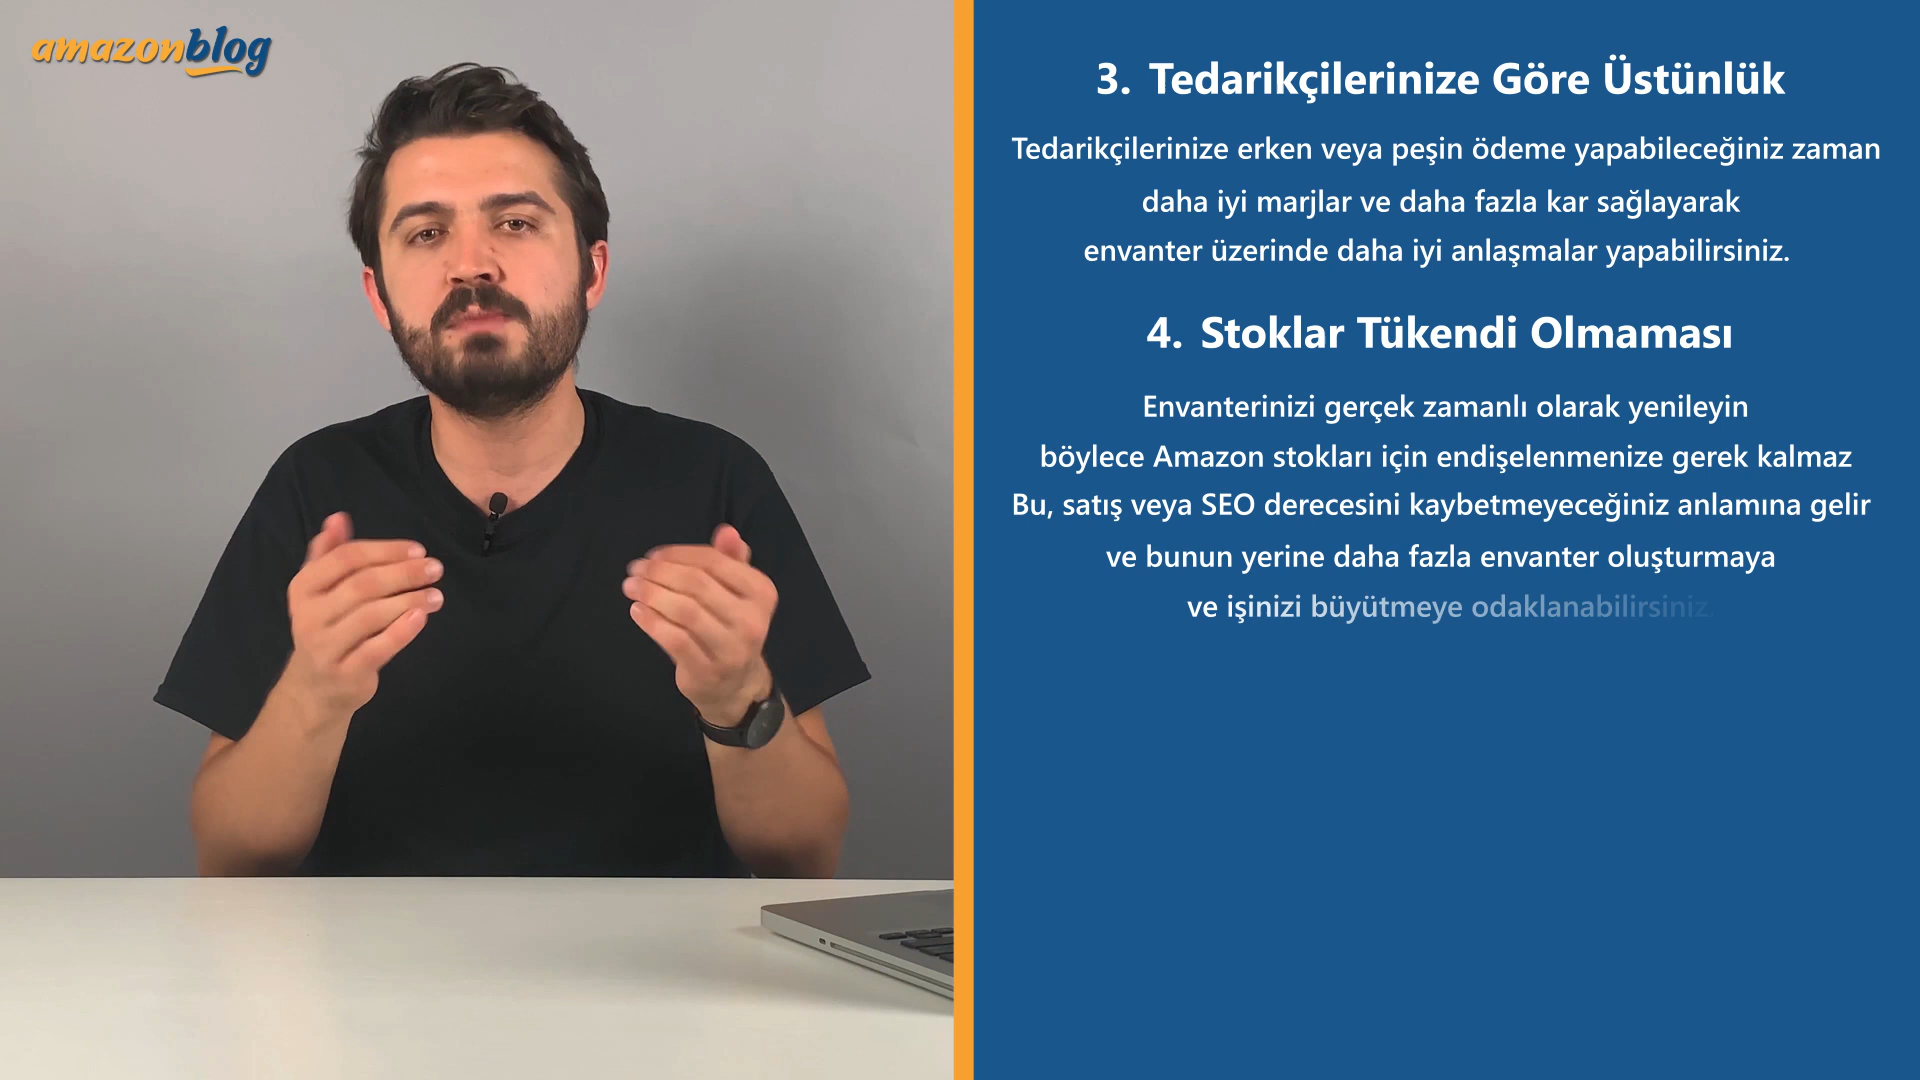 amazonblog
3. Tedarikçilerinize Göre Üstünlük
Tedarikçilerinize erken veya peşin ödeme yapabileceğiniz zaman
daha iyi marjlar ve daha fazla kar sağlayarak
envanter üzerinde daha iyi anlaşmalar yapabilirsiniz.
4. Stoklar Tükendi Olmaması
Envanterinizi gerçek zamanlı olarak yenileyin
böylece Amazon stokları için endişelenmenize gerek kalmaz
Bu, satış veya SEO derecesini kaybetmeyeceğiniz anlamına gelir
ve bunun yerine daha fazla envanter oluşturmaya
ve işinizi büyütmeye odaklanabilirsiniz.